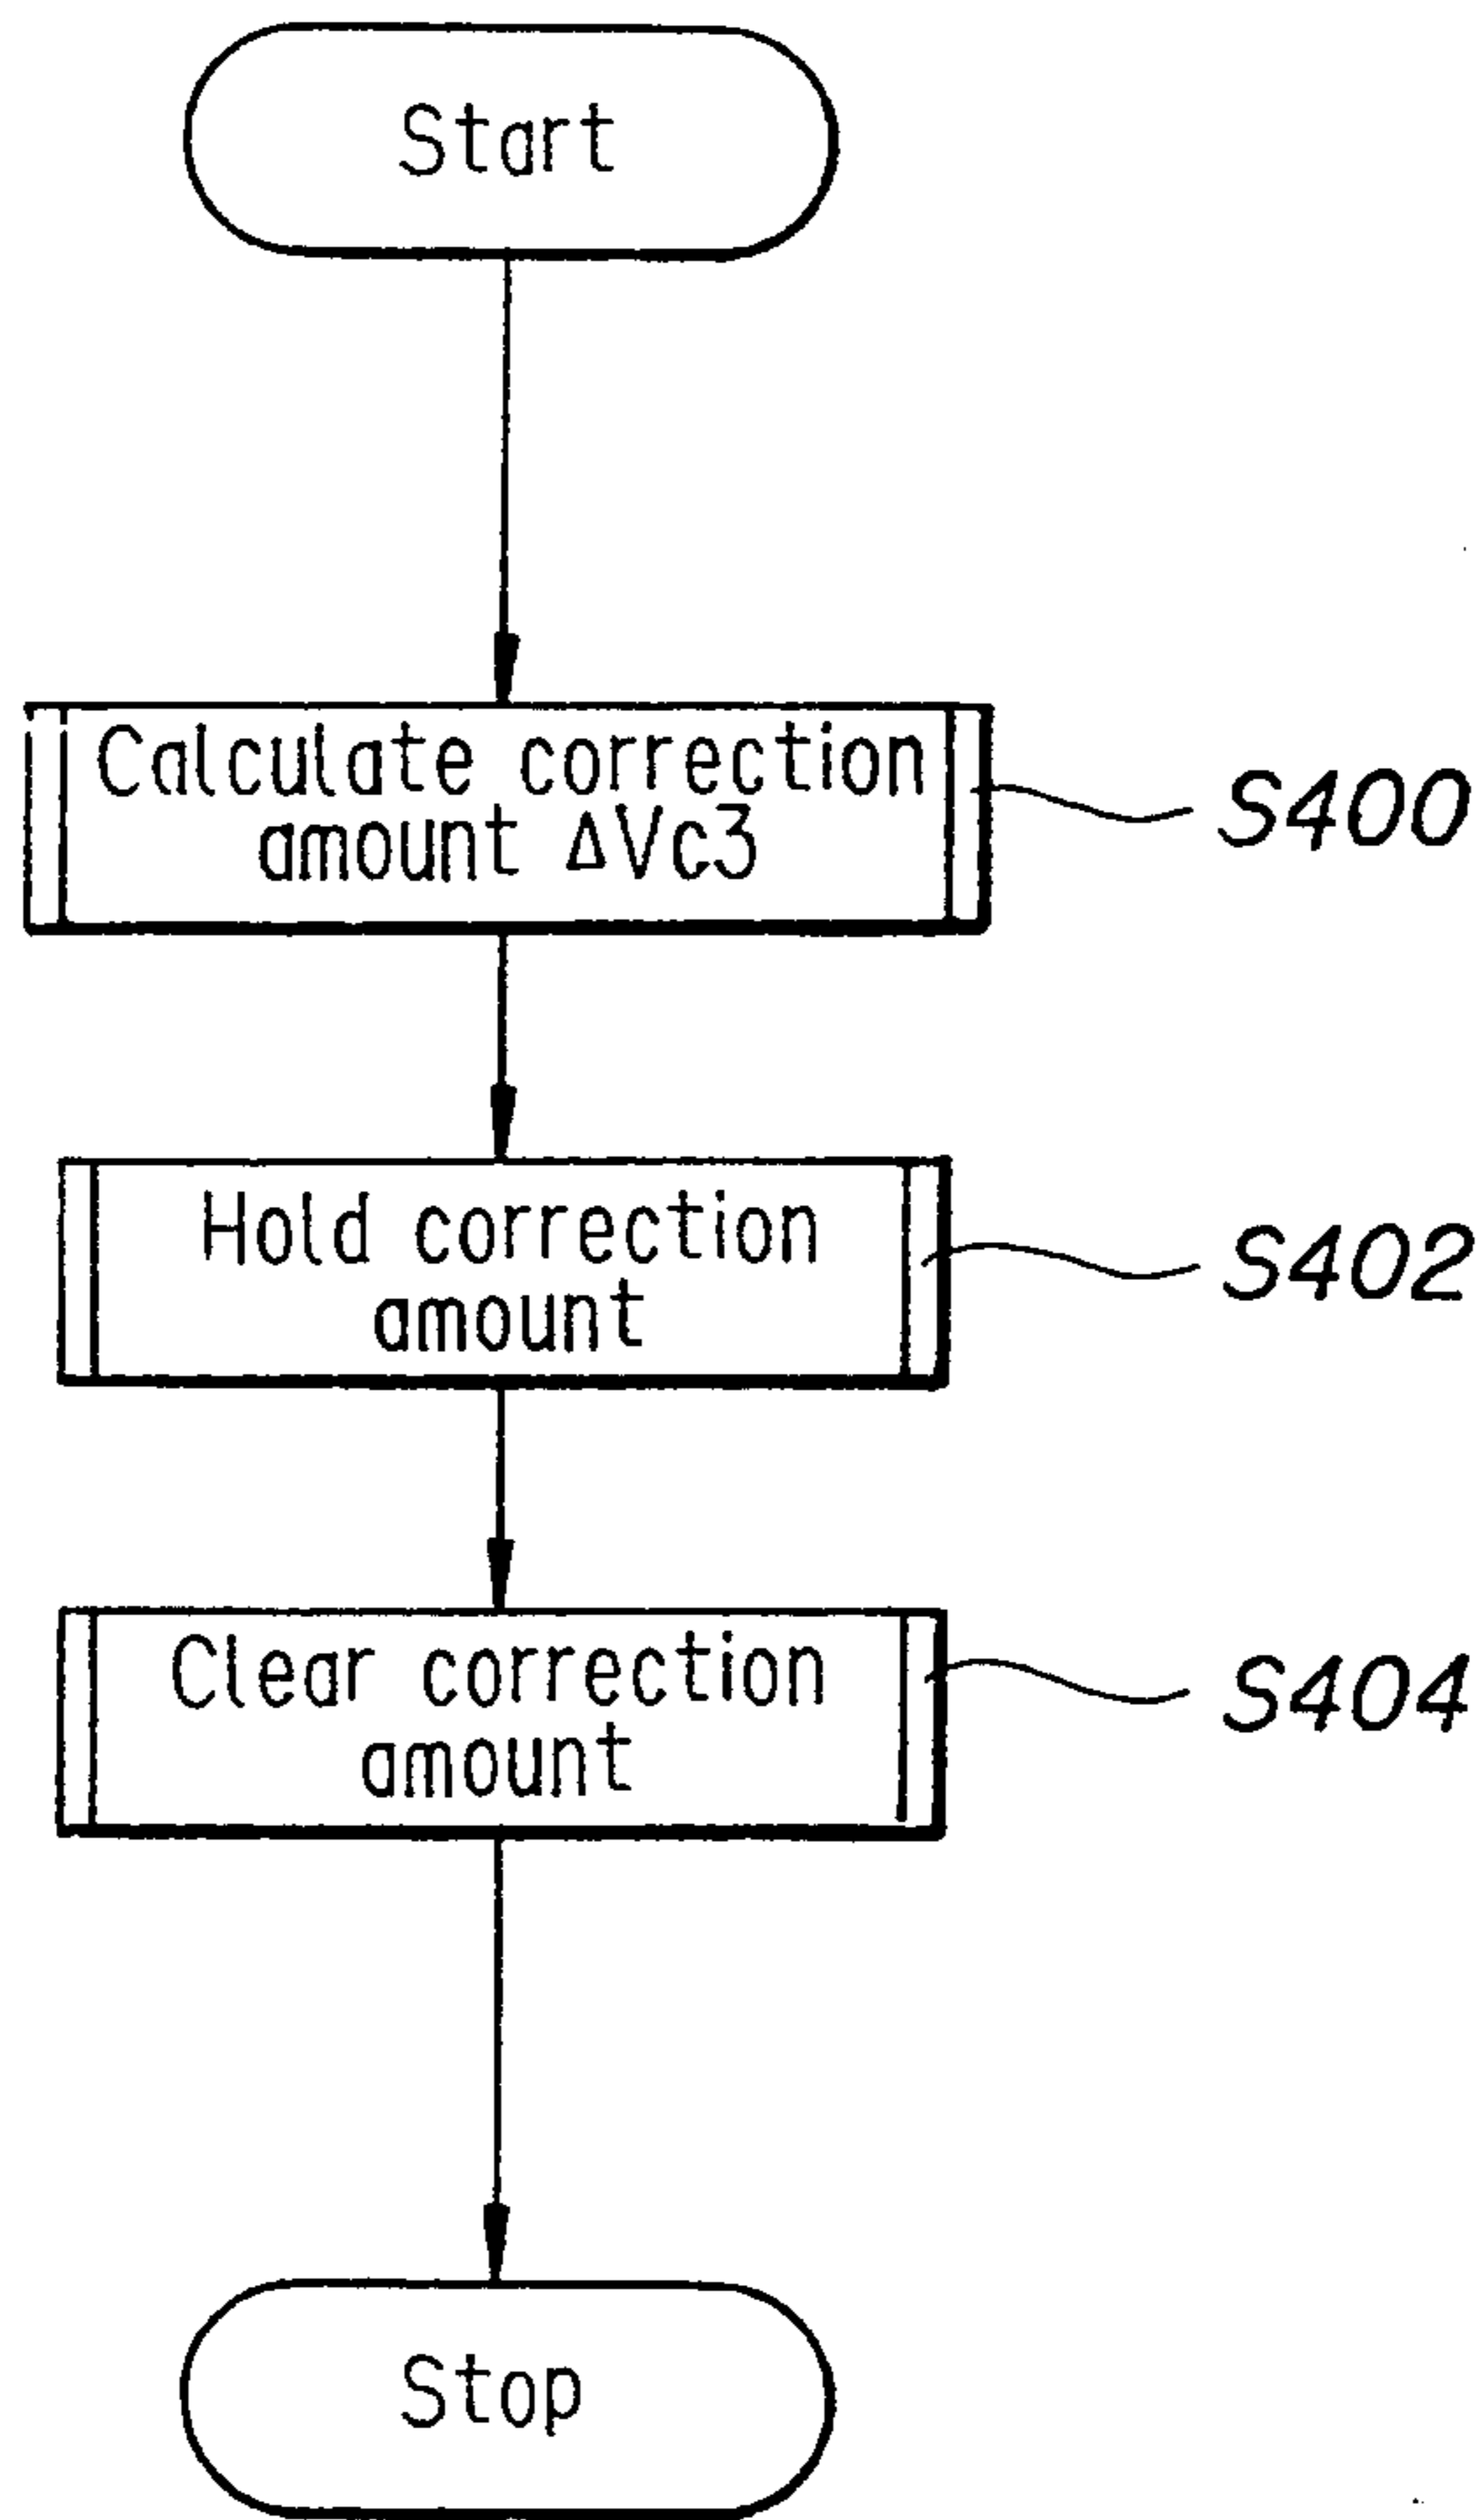 Start
Calculate correction
amount ΔVc3
S400
Hold correction
amount
S402
Clear correction
amount
S404
Stop